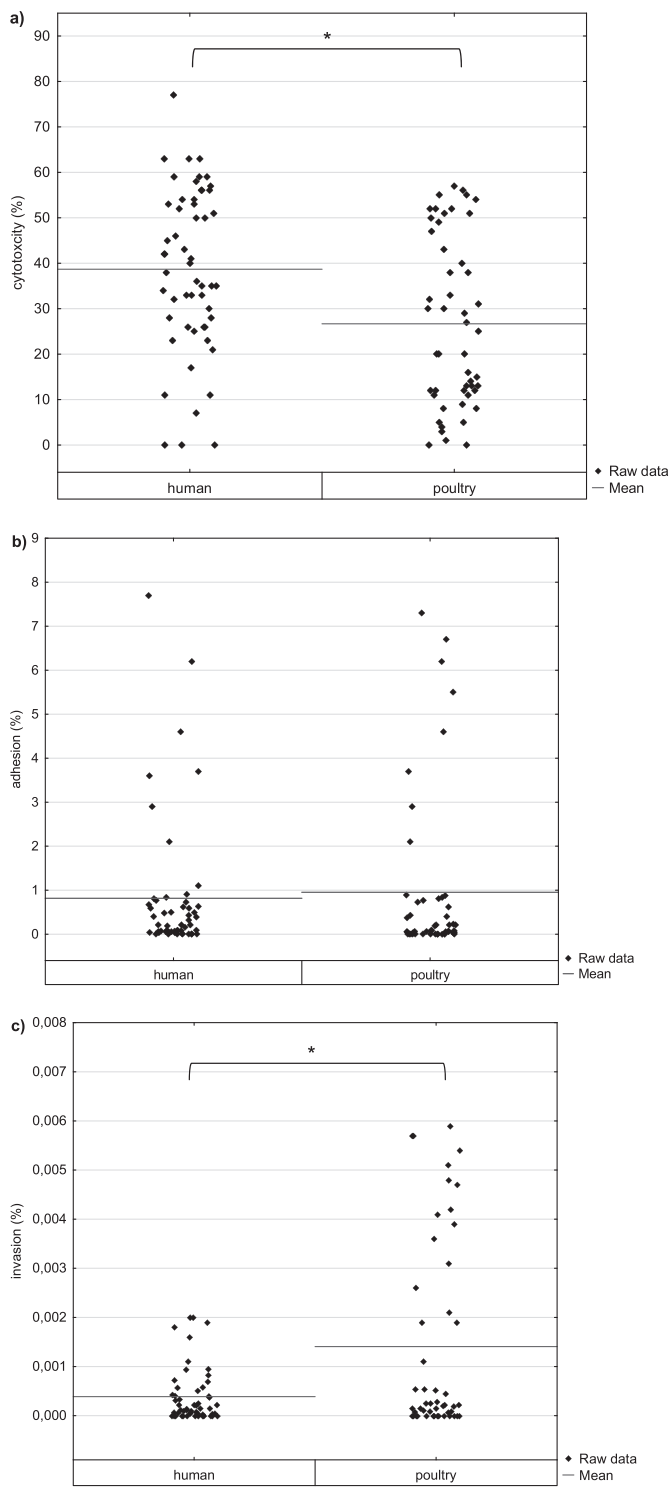 a)
*
90
80
70
60
50
40
30
20
10
0
cytotoxcity (%)
human poultry
Raw data
Mean
b)
9
8
7
6
5
4
3
2
1
0
adhesion (%)
human poultry
Raw data
Mean
c)
*
0,008
0,007
0,006
0,005
0,004
0,003
0,002
0,001
0,000
invasion (%)
human poultry
Raw data
Mean